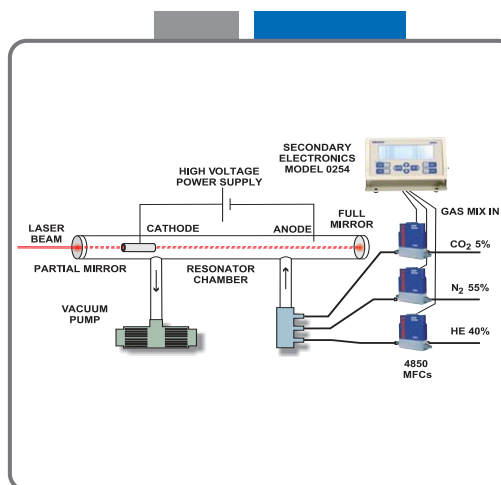 SECONDARY
ELECTRONICS
MODEL 0254
HIGH VOLTAGE
POWER SUPPLY
GAS MIX IN
FULL
MIRROR
LASER
BEAM
CATHODE
ANODE
CO₂ 5%
PARTIAL MIRROR
RESONATOR
CHAMBER
N₂ 55%
VACUUM
PUMP
HE 40%
4850
MFCs